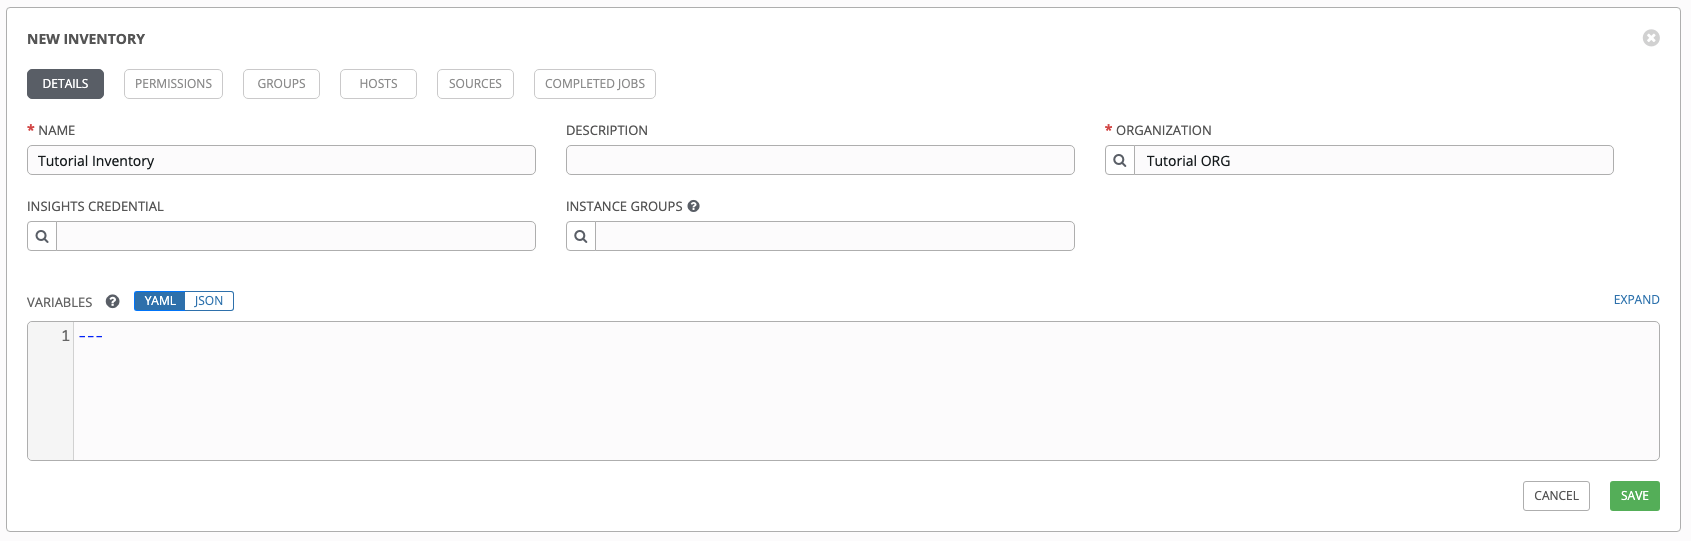 NEW INVENTORY
DETAILS PERMISSIONS GROUPS HOSTS SOURCES COMPLETED JOBS
* NAME DESCRIPTION * ORGANIZATION
Tutorial Inventory Tutorial ORG
INSIGHTS CREDENTIAL INSTANCE GROUPS ?
VARIABLES ? YAML JSON EXPAND
1 ---
CANCEL SAVE